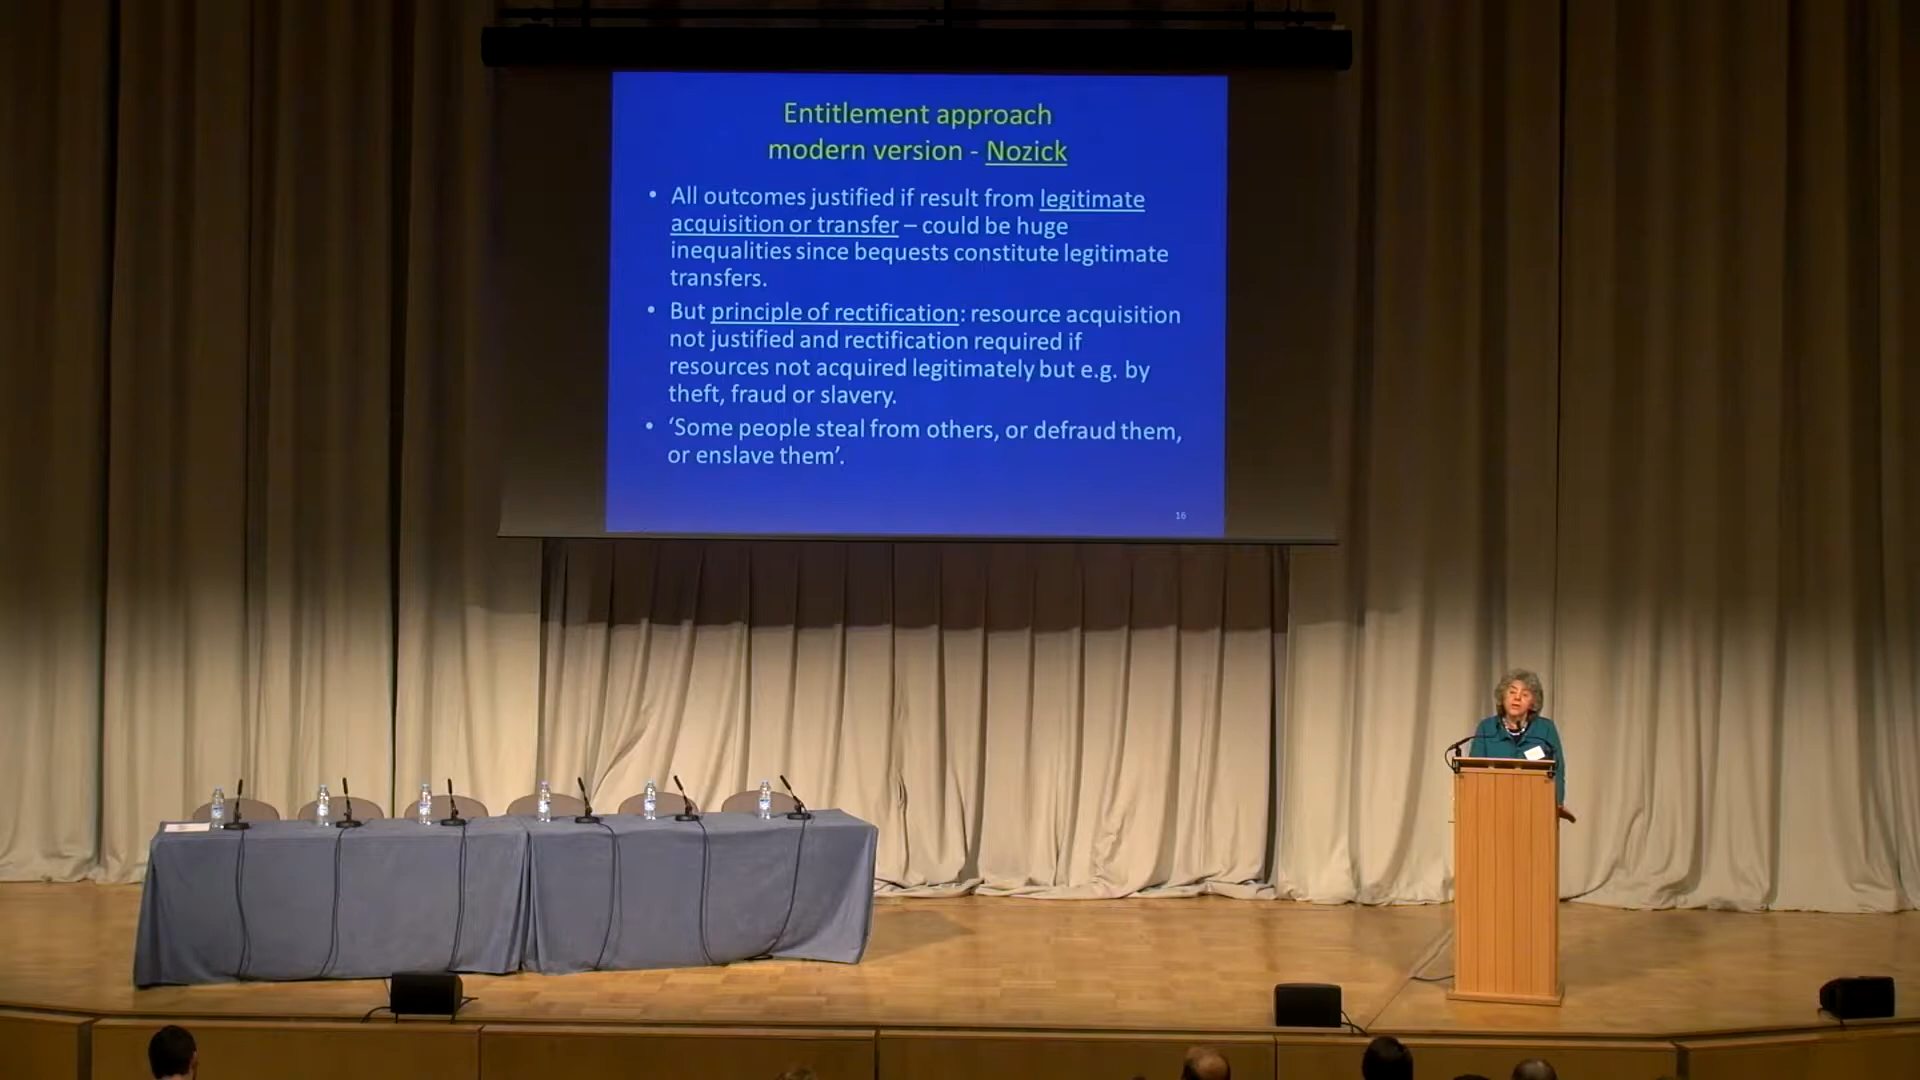 Entitlement approach
modern version - Nozick
• All outcomes justified if result from legitimate
acquisition or transfer – could be huge
inequalities since bequests constitute legitimate
transfers.
• But principle of rectification: resource acquisition
not justified and rectification required if
resources not acquired legitimately but e.g. by
theft, fraud or slavery.
• ‘Some people steal from others, or defraud them,
or enslave them’.
16